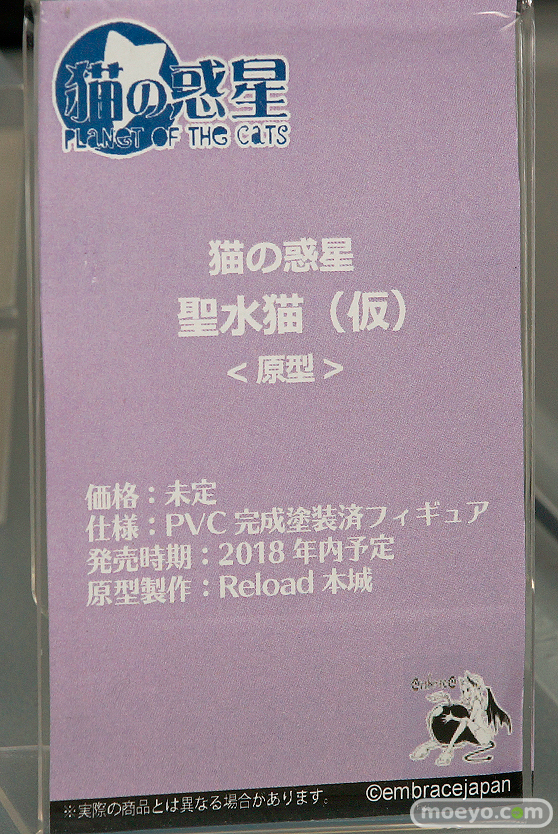 猫の惑星
PLANET OF THE CATS
猫の惑星
聖水猫（仮）
< 原型 >
価格：未定
仕様：PVC 完成塗装済フィギュア
発売時期：2018 年内予定
原型製作：Reload 本城
embrace
©embracejapan
※実際の商品とは異なる場合かあります。
moeyo.com